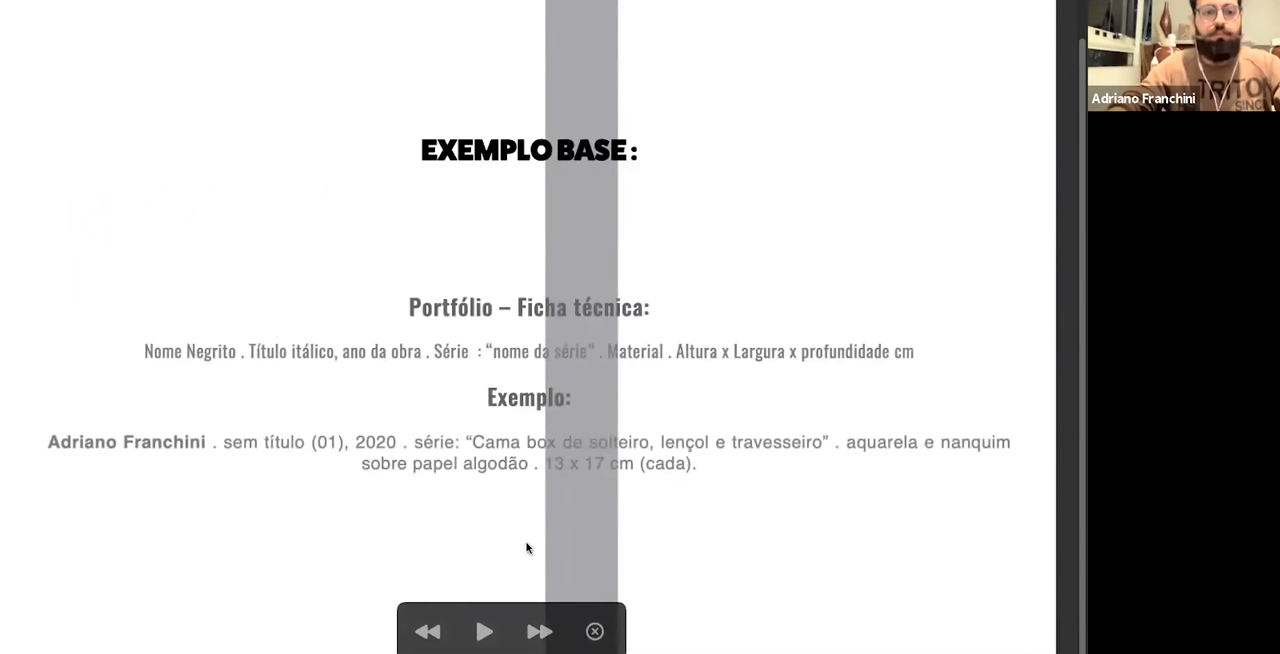 EXEMPLO BASE :
Portfólio – Ficha técnica:
Nome Negrito . Título itálico, ano da obra . Série : “nome da série” . Material . Altura x Largura x profundidade cm
Exemplo:
Adriano Franchini . sem título (01), 2020 . série: “Cama box de solteiro, lençol e travesseiro” . aquarela e nanquim
sobre papel algodão . 13 x 17 cm (cada).
TRITON
Adriano Franchini